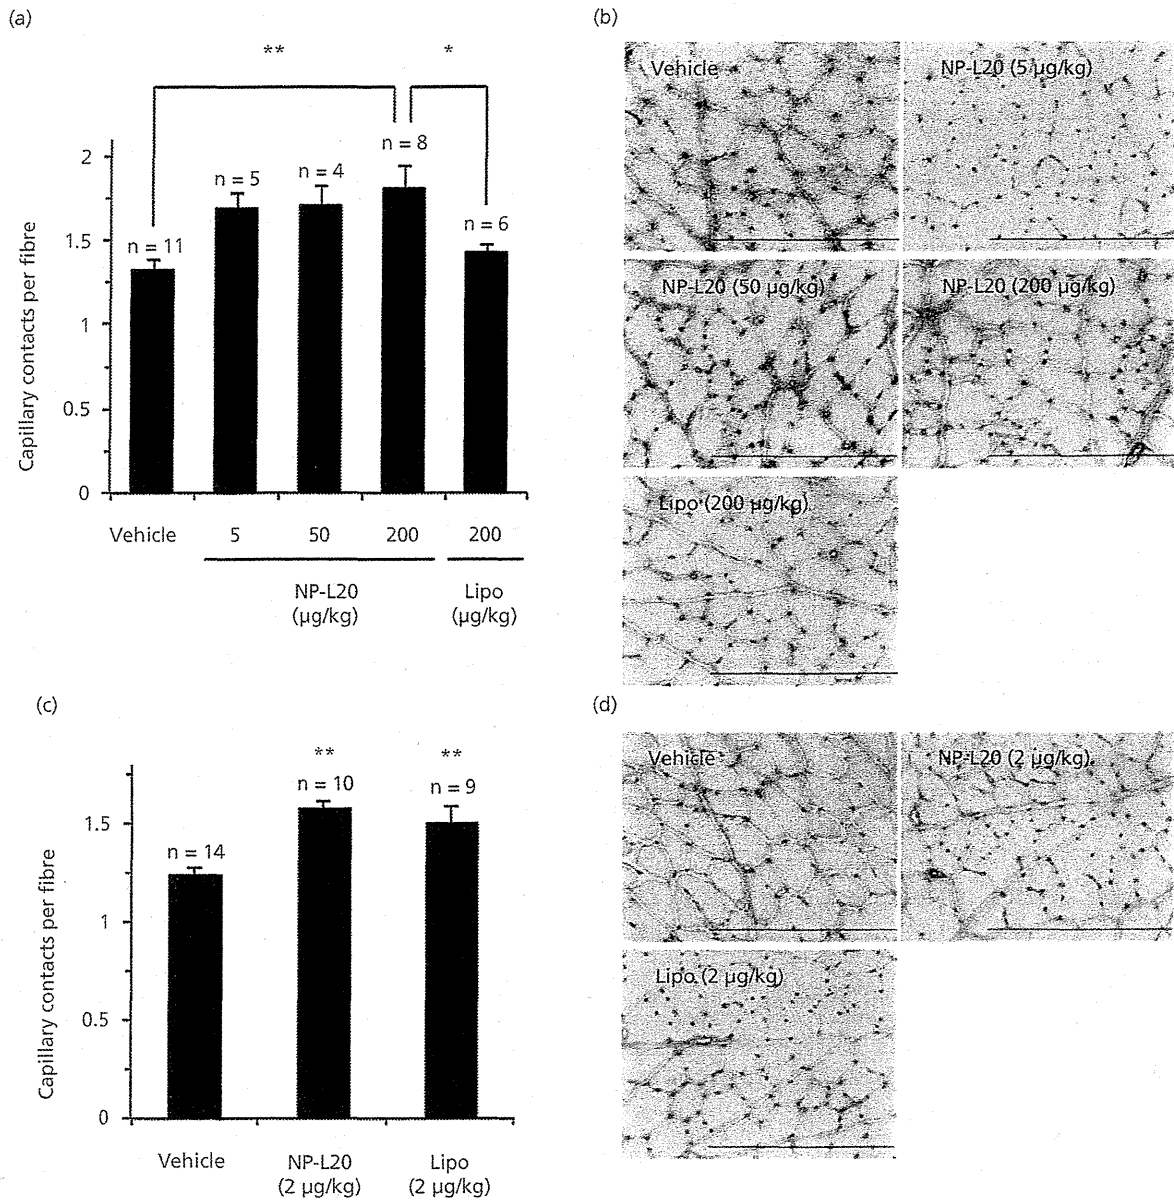 (a)
** *
Capillary contacts per fibre
2
1.5
1
0.5
0
n = 11
n = 5
n = 4
n = 8
n = 6
Vehicle 5 50 200 200
NP-L20 Lipo
(µg/kg) (µg/kg)
(b)
Vehicle
NP-L20 (5 µg/kg)
NP-L20 (50 µg/kg)
NP-L20 (200 µg/kg)
Lipo (200 µg/kg)
(c)
Capillary contacts per fibre
1.5
1
0.5
0
n = 14
**
n = 10
**
n = 9
Vehicle NP-L20 Lipo
(2 µg/kg) (2 µg/kg)
(d)
Vehicle
NP-L20 (2 µg/kg)
Lipo (2 µg/kg)